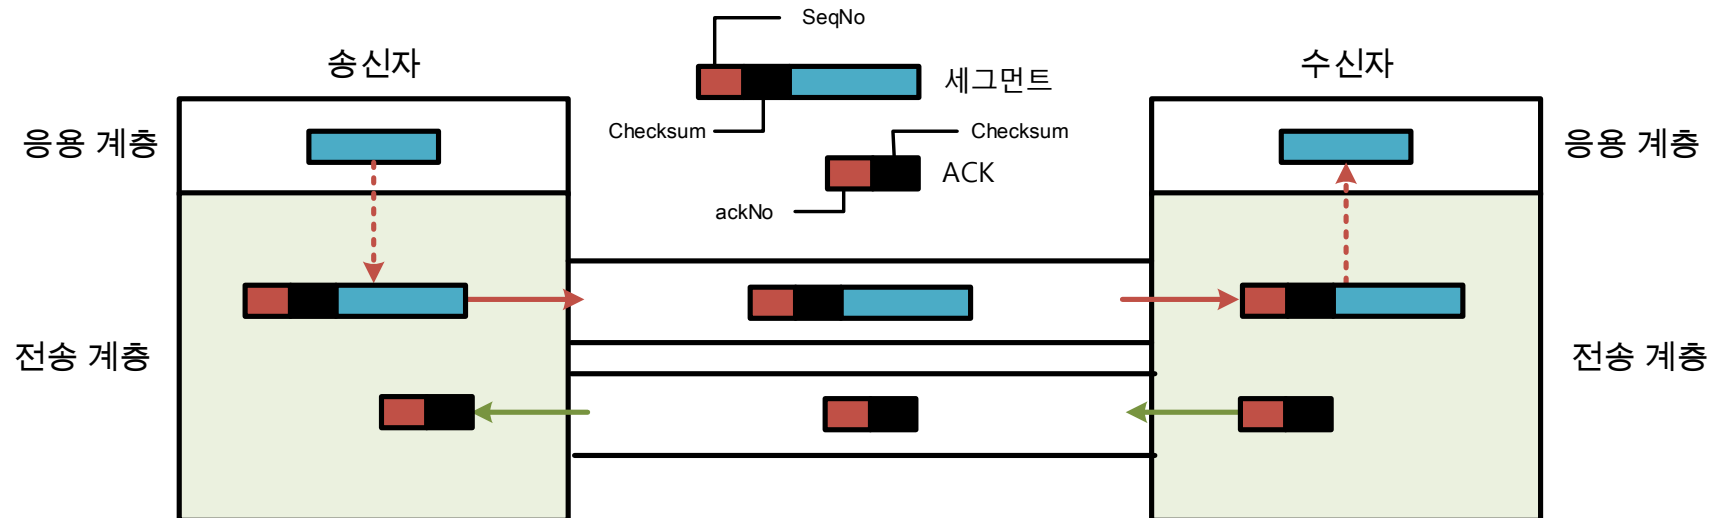 SeqNo
송신자
세그먼트
수신자
Checksum
Checksum
응용 계층
응용 계층
ACK
ackNo
전송 계층
전송 계층